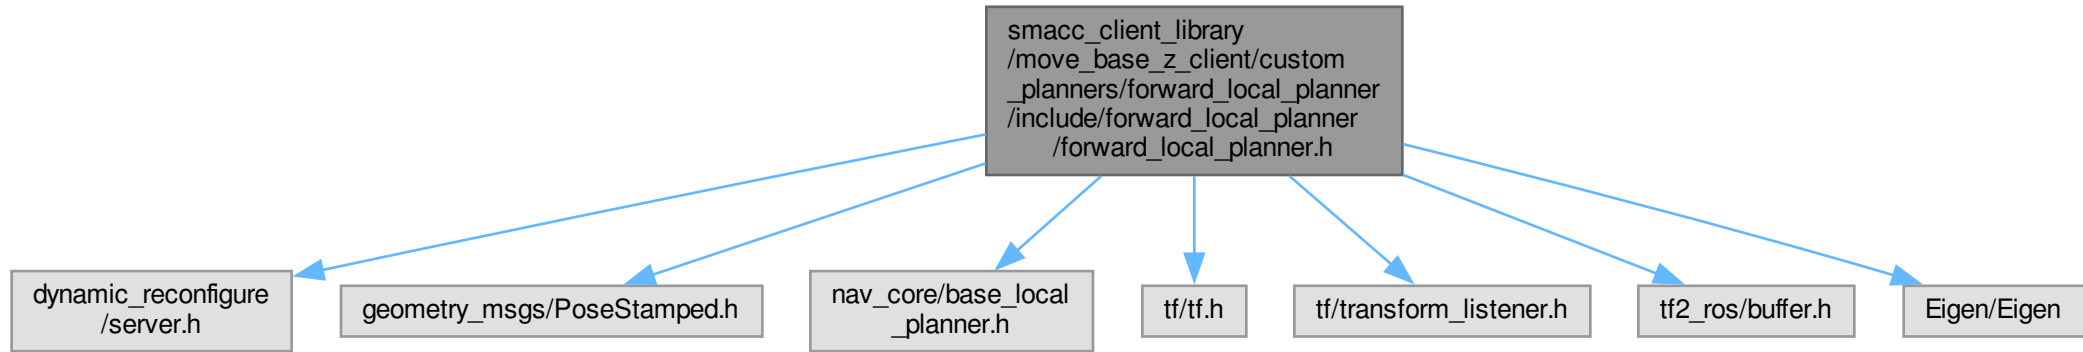 smacc_client_library
/move_base_z_client/custom
_planners/forward_local_planner
/include/forward_local_planner
/forward_local_planner.h
dynamic_reconfigure
/server.h
geometry_msgs/PoseStamped.h
nav_core/base_local
_planner.h
tf/tf.h
tf/transform_listener.h
tf2_ros/buffer.h
Eigen/Eigen